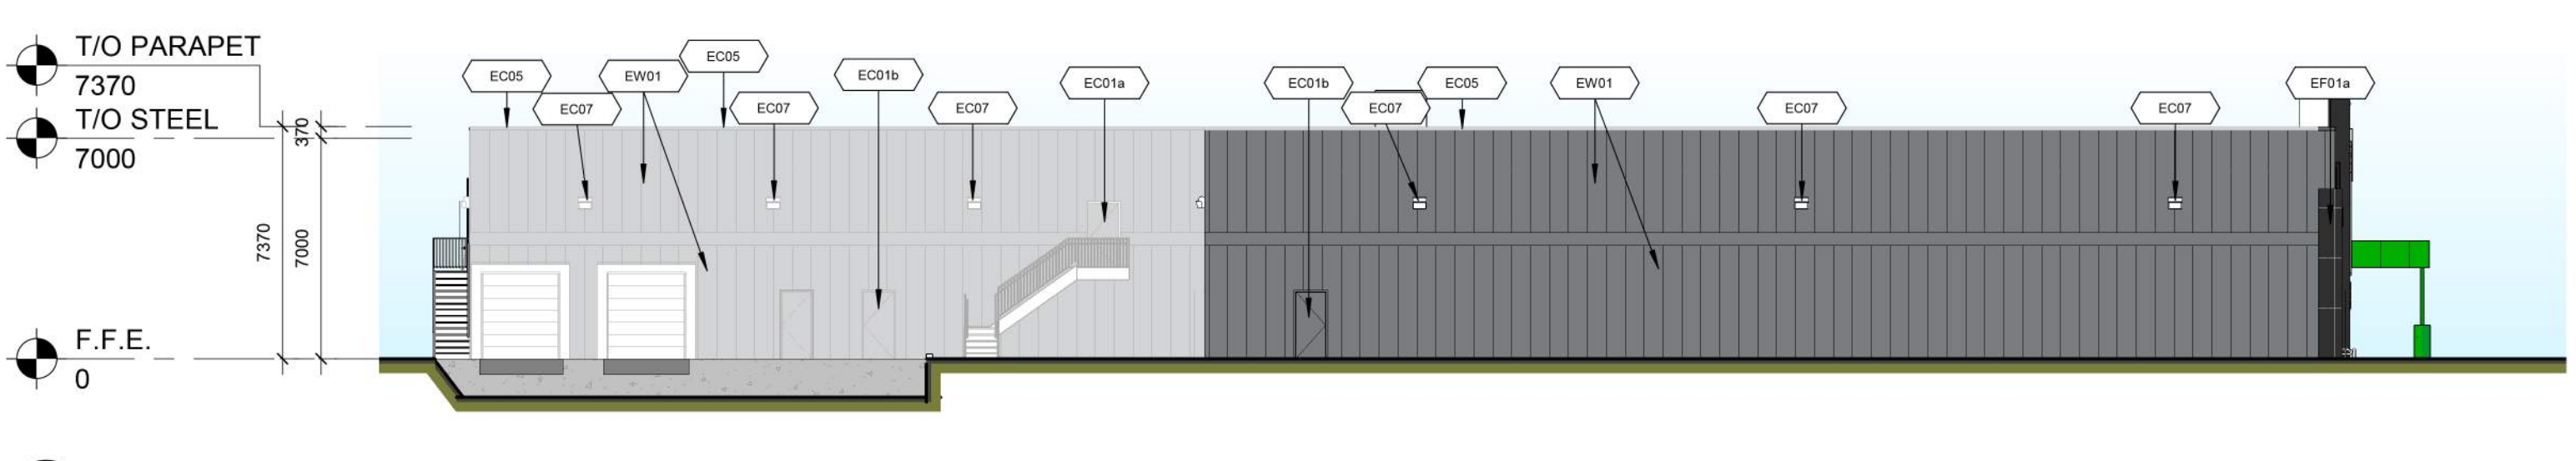 T/O PARAPET
7370
T/O STEEL
7000
F.F.E.
0
7370
370
7000
EC05
EC07
EW01
EC05
EC07
EC01b
EC07
EC01a
EC01b
EC07
EC05
EW01
EC07
EC07
EF01a